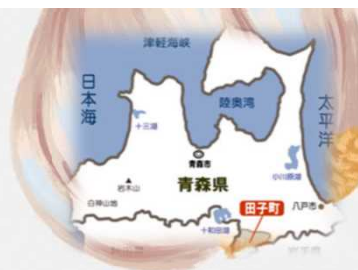 津軽海峡
日本海
陸奥湾
太平洋
十三湖
青森市
小川原湖
岩木山
青森県
白神山地
田子町
八戸市
十和田湖